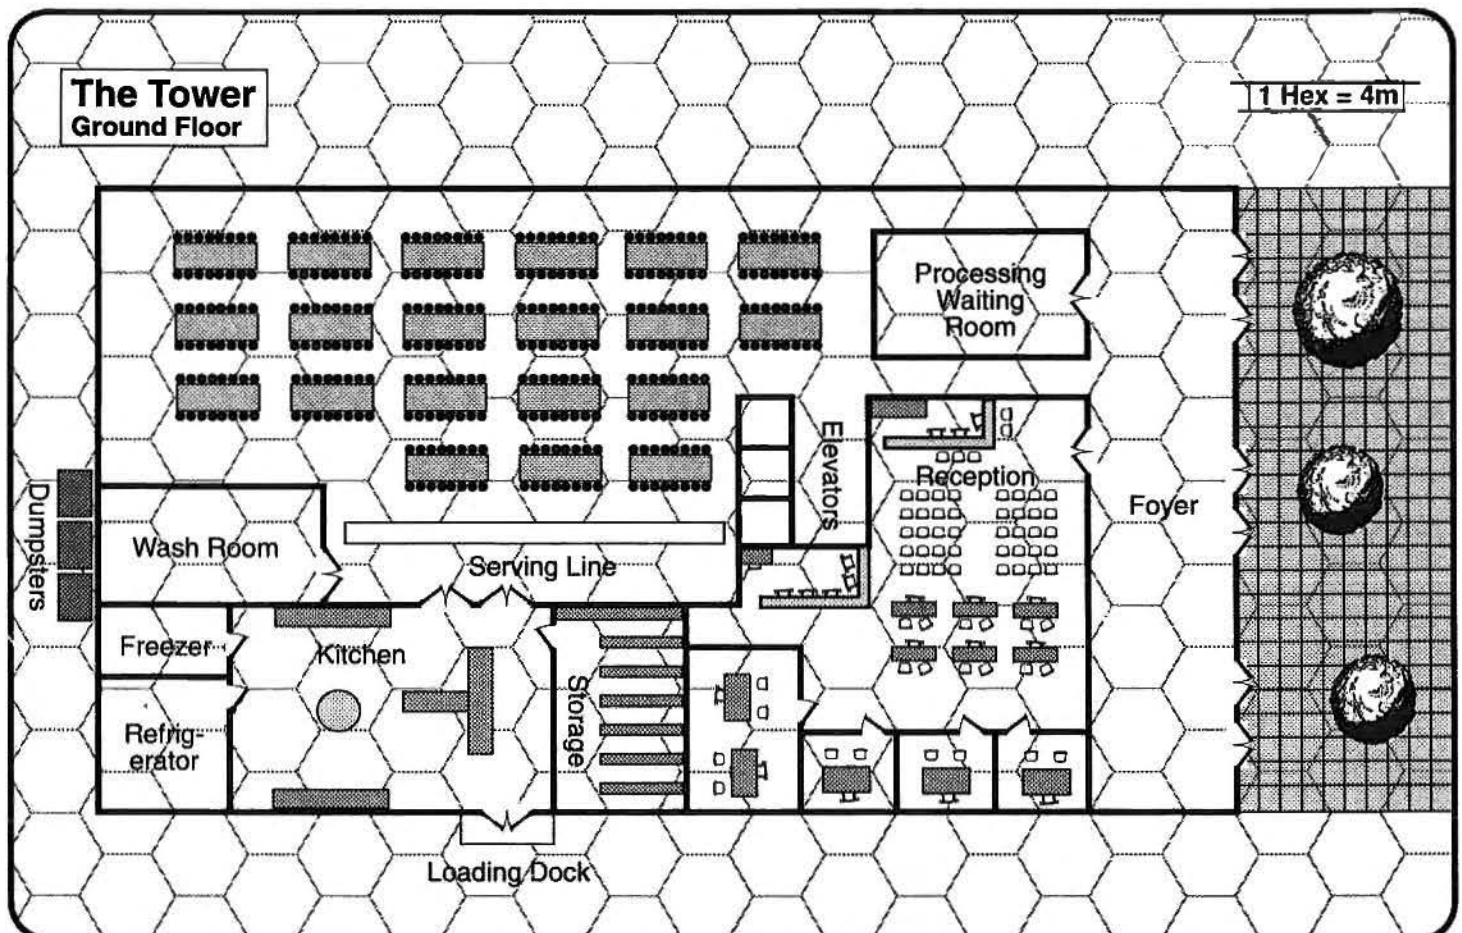 The Tower
Ground Floor
1 Hex = 4m
Processing
Waiting
Room
Elevators
Reception
Foyer
Dumpsters
Wash Room
Serving Line
Freezer
Kitchen
Storage
Refrig-
erator
Loading Dock